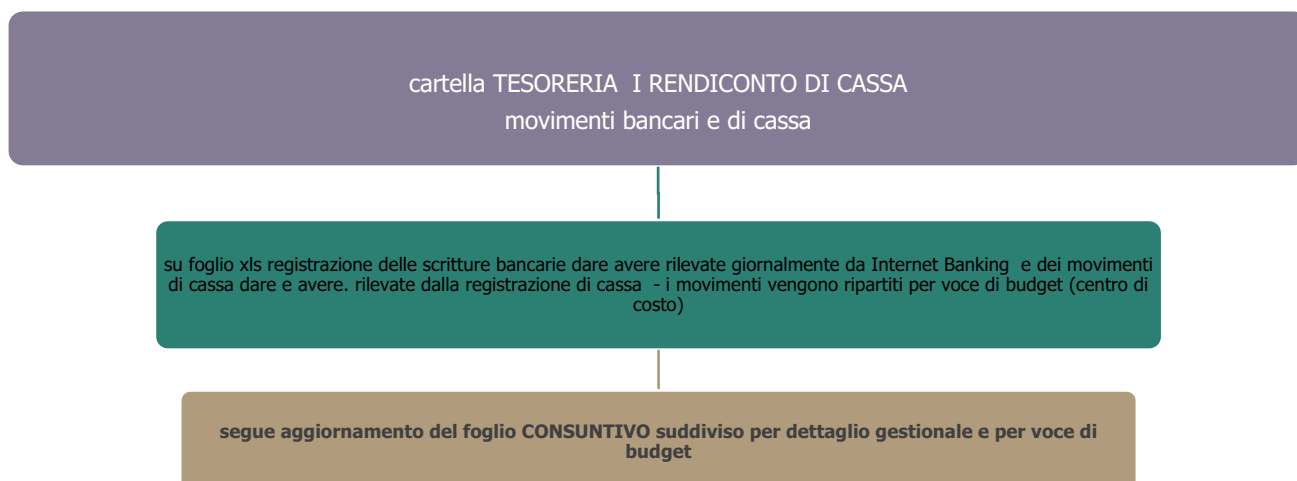 cartella TESORERIA  I RENDICONTO DI CASSA
movimenti bancari e di cassa
su foglio xls registrazione delle scritture bancarie dare avere rilevate giornalmente da Internet Banking  e dei movimenti
di cassa dare e avere. rilevate dalla registrazione di cassa  - i movimenti vengono ripartiti per voce di budget (centro di
costo)
segue aggiornamento del foglio CONSUNTIVO suddiviso per dettaglio gestionale e per voce di
budget